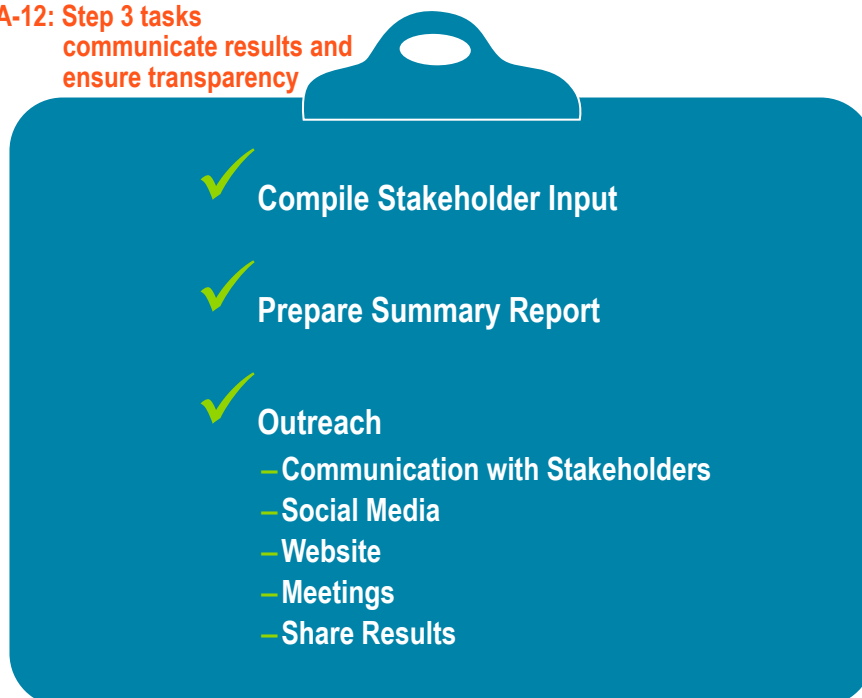 A-12: Step 3 tasks
communicate results and
ensure transparency
Compile Stakeholder Input
Prepare Summary Report
Outreach
– Communication with Stakeholders
– Social Media
– Website
– Meetings
– Share Results